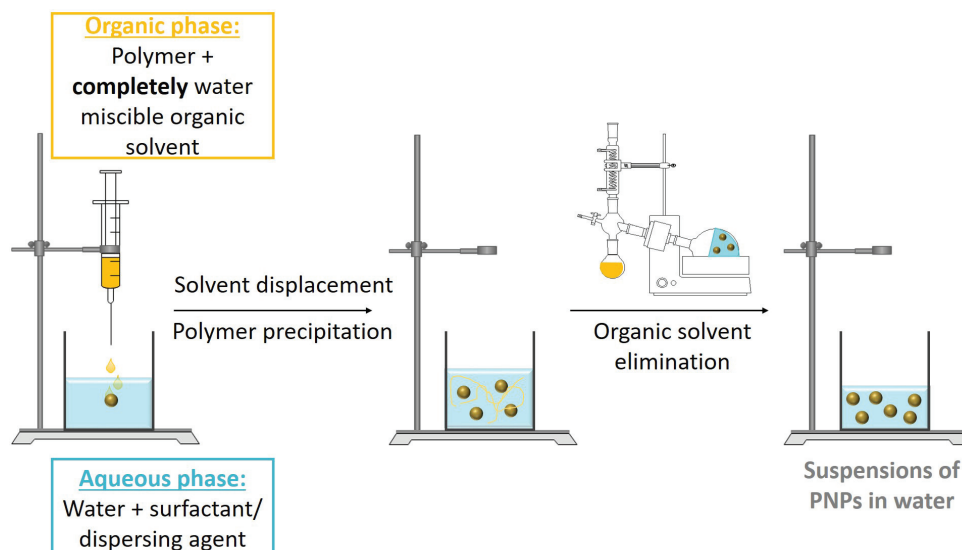 Organic phase:
Polymer +
completely water
miscible organic
solvent
Solvent displacement
Polymer precipitation
Organic solvent
elimination
Aqueous phase:
Water + surfactant/
dispersing agent
Suspensions of
PNPs in water